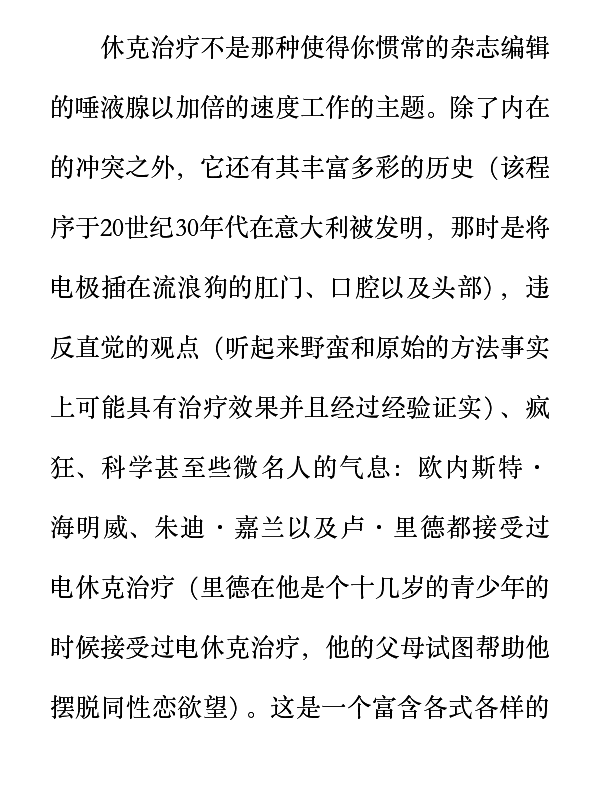 休克治疗不是那种使得你惯常的杂志编辑
的唾液腺以加倍的速度工作的主题。除了内在
的冲突之外，它还有其丰富多彩的历史（该程
序于20世纪30年代在意大利被发明，那时是将
电极插在流浪狗的肛门、口腔以及头部），违
反直觉的观点（听起来野蛮和原始的方法事实
上可能具有治疗效果并且经过经验证实）、疯
狂、科学甚至些微名人的气息：欧内斯特·
海明威、朱迪·嘉兰以及卢·里德都接受过
电休克治疗（里德在他是个十几岁的青少年的
时候接受过电休克治疗，他的父母试图帮助他
摆脱同性恋欲望）。这是一个富含各式各样的